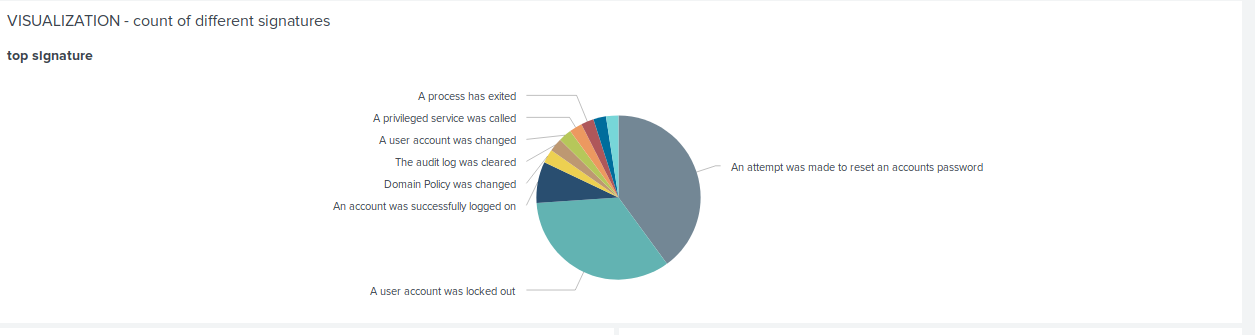 VISUALIZATION - count of different signatures
top signature
A process has exited
A privileged service was called
A user account was changed
The audit log was cleared
Domain Policy was changed
An account was successfully logged on
An attempt was made to reset an accounts password
A user account was locked out